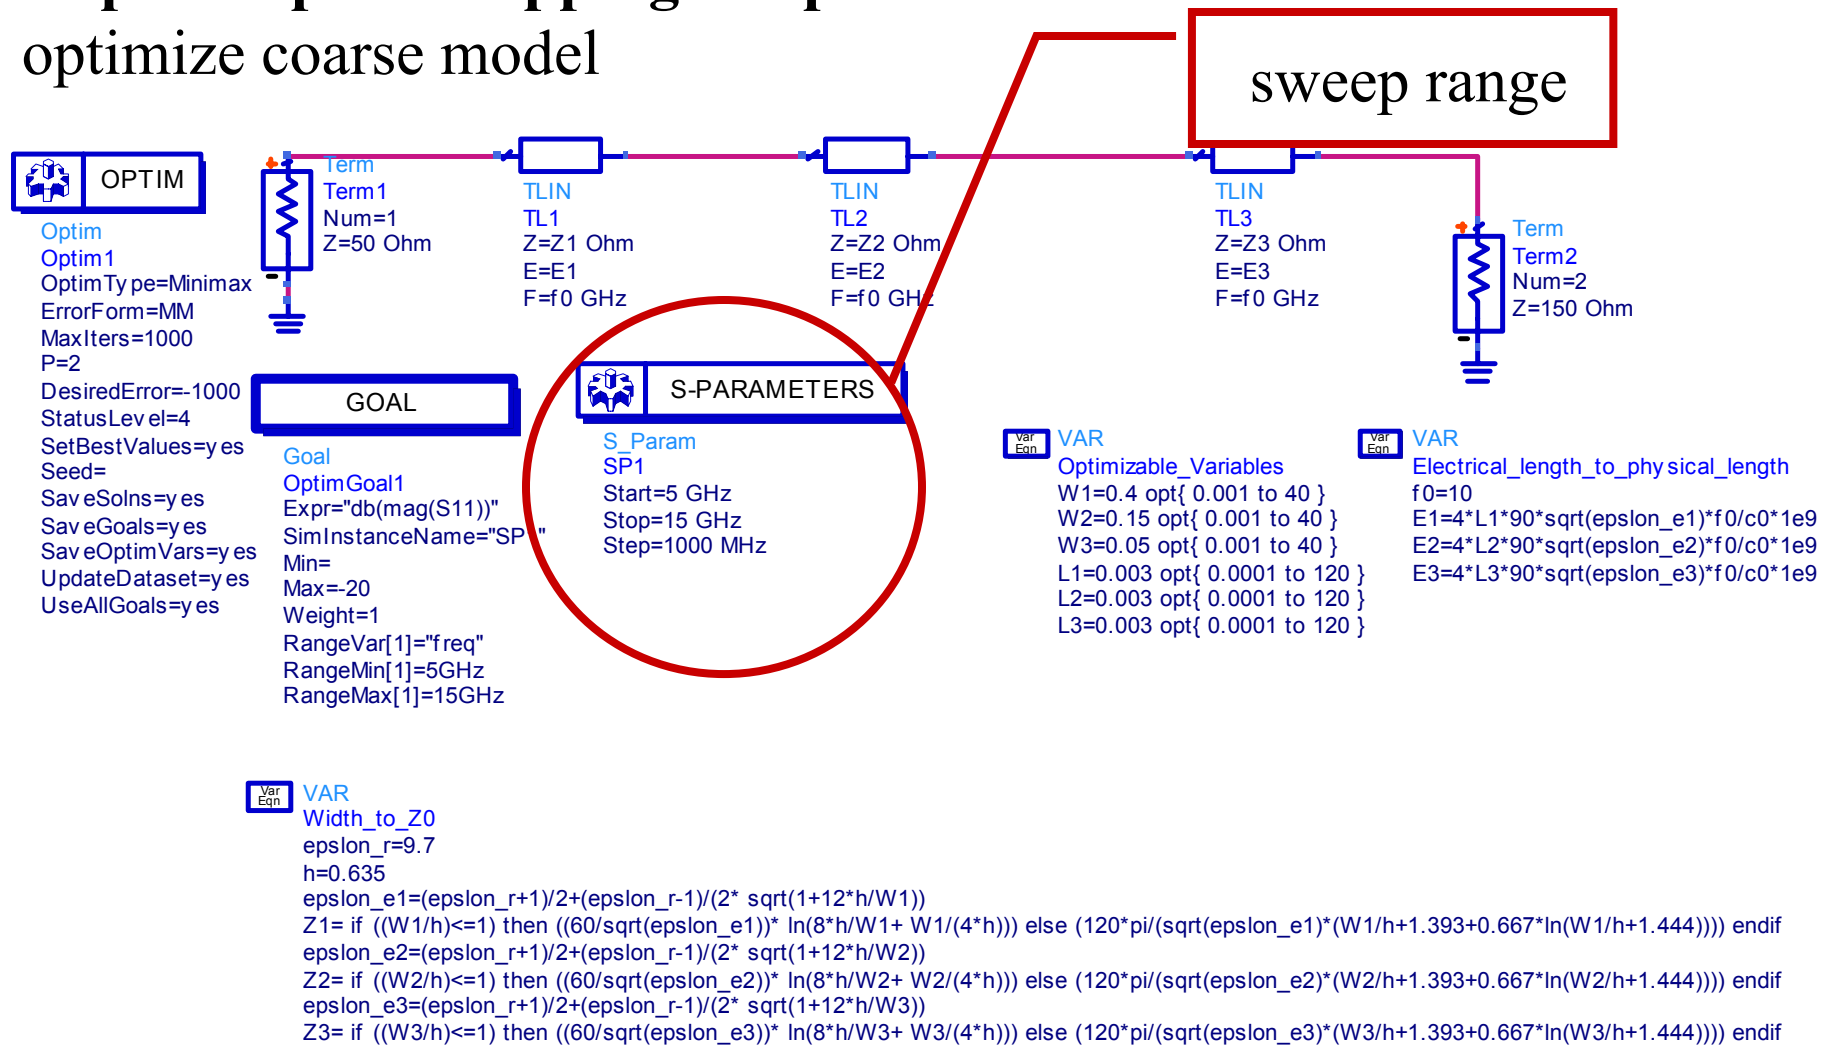 optimize coarse model
sweep range
OPTIM
Optim
Optim1
OptimType=Minimax
ErrorForm=MM
MaxIters=1000
P=2
DesiredError=-1000
StatusLevel=4
SetBestValues=yes
Seed=
SaveSolns=yes
SaveGoals=yes
SaveOptimVars=yes
UpdateDataset=yes
UseAllGoals=yes
Term
Term1
Num=1
Z=50 Ohm
TLIN
TL1
Z=Z1 Ohm
E=E1
F=f0 GHz
TLIN
TL2
Z=Z2 Ohm
E=E2
F=f0 GHz
TLIN
TL3
Z=Z3 Ohm
E=E3
F=f0 GHz
Term
Term2
Num=2
Z=150 Ohm
GOAL
Goal
OptimGoal1
Expr="db(mag(S11))"
SimInstanceName="SP1"
Min=
Max=-20
Weight=1
RangeVar[1]="freq"
RangeMin[1]=5GHz
RangeMax[1]=15GHz
S-PARAMETERS
S_Param
SP1
Start=5 GHz
Stop=15 GHz
Step=1000 MHz
Var
Eqn
VAR
Optimizable_Variables
W1=0.4 opt{ 0.001 to 40 }
W2=0.15 opt{ 0.001 to 40 }
W3=0.05 opt{ 0.001 to 40 }
L1=0.003 opt{ 0.0001 to 120 }
L2=0.003 opt{ 0.0001 to 120 }
L3=0.003 opt{ 0.0001 to 120 }
Var
Eqn
VAR
Electrical_length_to_physical_length
f0=10
E1=4*L1*90*sqrt(epslon_e1)*f0/c0*1e9
E2=4*L2*90*sqrt(epslon_e2)*f0/c0*1e9
E3=4*L3*90*sqrt(epslon_e3)*f0/c0*1e9
Var
Eqn
VAR
Width_to_Z0
epslon_r=9.7
h=0.635
epslon_e1=(epslon_r+1)/2+(epslon_r-1)/(2* sqrt(1+12*h/W1))
Z1= if ((W1/h)<=1) then ((60/sqrt(epslon_e1))* ln(8*h/W1+ W1/(4*h))) else (120*pi/(sqrt(epslon_e1)*(W1/h+1.393+0.667*ln(W1/h+1.444)))) endif
epslon_e2=(epslon_r+1)/2+(epslon_r-1)/(2* sqrt(1+12*h/W2))
Z2= if ((W2/h)<=1) then ((60/sqrt(epslon_e2))* ln(8*h/W2+ W2/(4*h))) else (120*pi/(sqrt(epslon_e2)*(W2/h+1.393+0.667*ln(W2/h+1.444)))) endif
epslon_e3=(epslon_r+1)/2+(epslon_r-1)/(2* sqrt(1+12*h/W3))
Z3= if ((W3/h)<=1) then ((60/sqrt(epslon_e3))* ln(8*h/W3+ W3/(4*h))) else (120*pi/(sqrt(epslon_e3)*(W3/h+1.393+0.667*ln(W3/h+1.444)))) endif